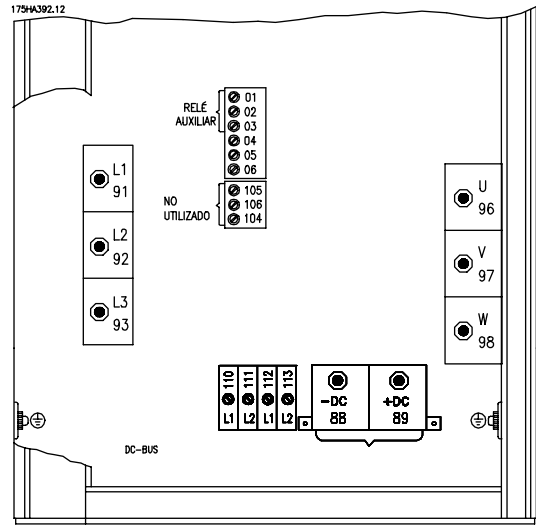 175HA392.12
RELÉ
AUXILIAR
01
02
03
04
05
06
NO
UTILIZADO
105
106
104
L1
91
L2
92
L3
93
U
96
V
97
W
98
110
111
112
113
L1
L2
L1
L2
-DC
88
+DC
89
DC-BUS